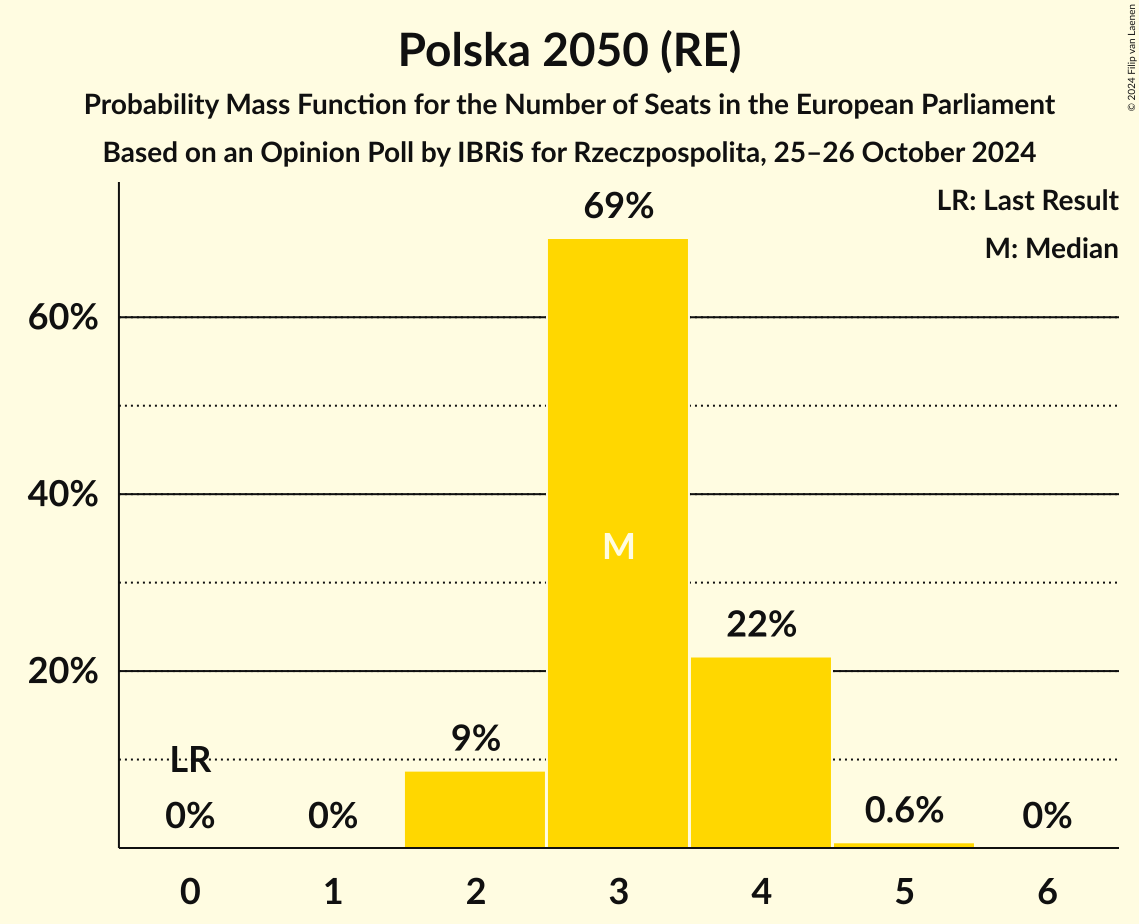 Polska 2050 (RE)
Probability Mass Function for the Number of Seats in the European Parliament
Based on an Opinion Poll by IBRiS for Rzeczpospolita, 25–26 October 2024
© 2024 Filip van Laenen
LR: Last Result
M: Median
69%
60%
40%
M
22%
20%
9%
LR
0%
0%
0.6%
0%
0
1
2
3
4
5
6